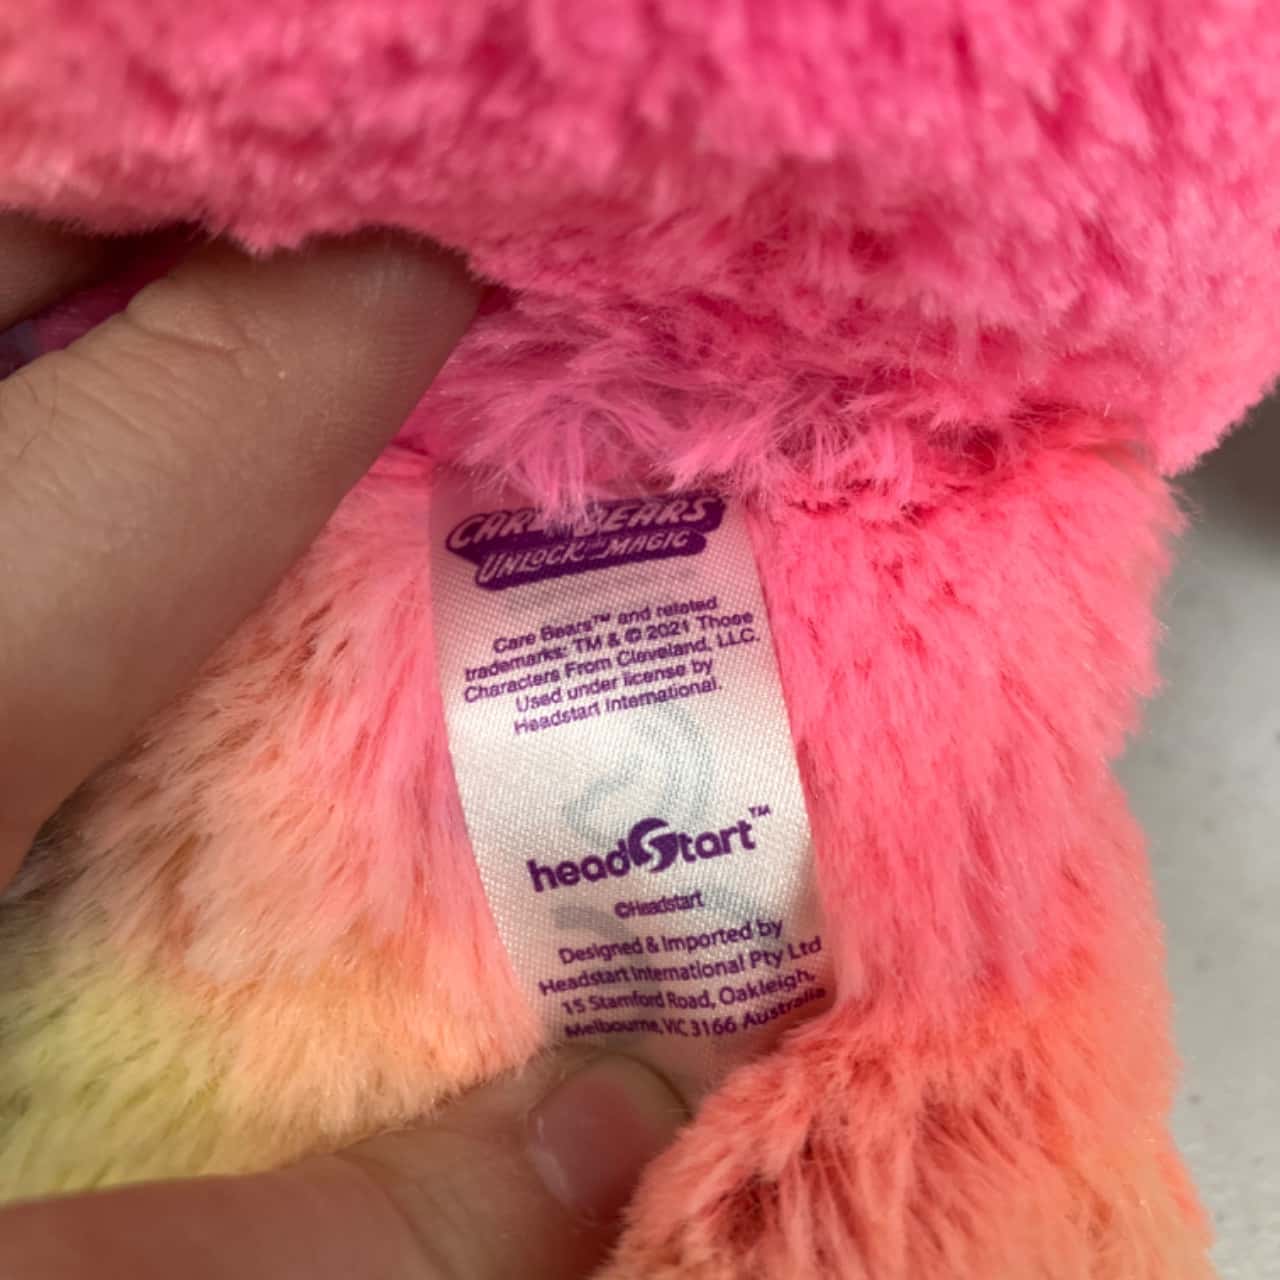 CARE BEARS
UNLOCK THE MAGIC
Care Bears™ and related
trademarks: TM & © 2021 Those
Characters From Cleveland, LLC.
Used under license by
Headstart International.
headStart™
©Headstart
Designed & Imported by
Headstart International Pty Ltd
15 Stamford Road, Oakleigh,
Melbourne, VIC 3166 Australia